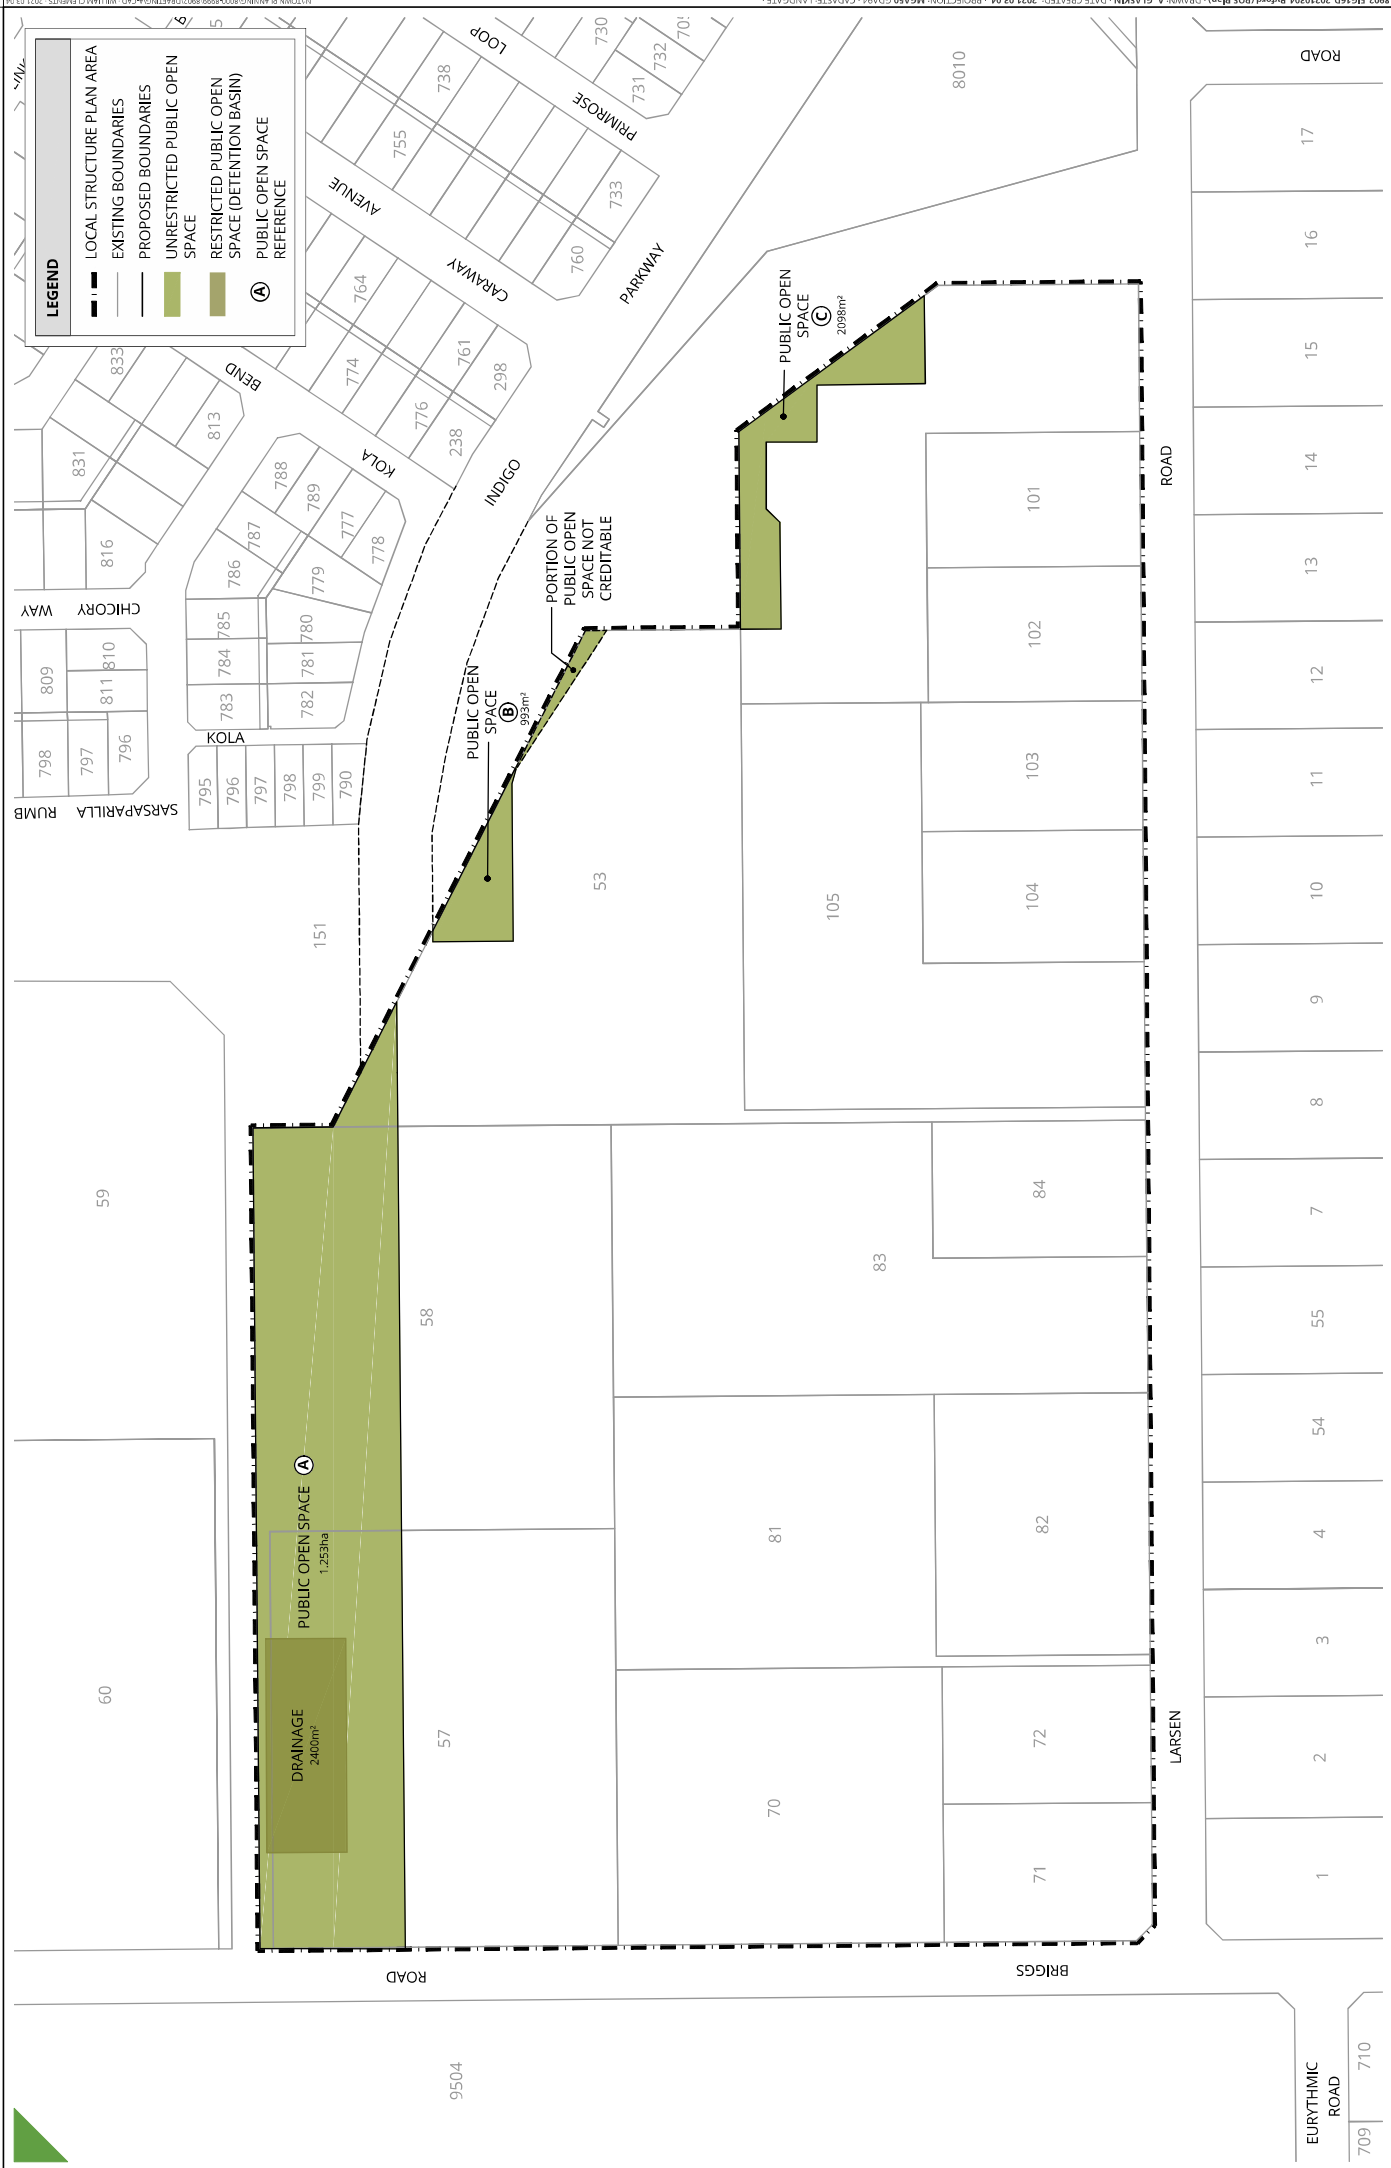 LEGEND
LOCAL STRUCTURE PLAN AREA
EXISTING BOUNDARIES
PROPOSED BOUNDARIES
UNRESTRICTED PUBLIC OPEN
SPACE
RESTRICTED PUBLIC OPEN
SPACE (DETENTION BASIN)
A
PUBLIC OPEN SPACE
REFERENCE
LOOP
PRIMROSE
AVENUE
CARAWAY
PARKWAY
INDIGO
BEND
KOLA
WAY
CHICORY
KOLA
RUMB
SARSAPARILLA
730
732
731
738
755
733
760
764
774
761
298
776
238
833
813
831
816
788
789
787
777
778
786
779
785
780
784
781
783
782
809
810
811
798
797
796
795
796
797
798
799
790
8010
151
59
60
PUBLIC OPEN
SPACE
C
2098m²
PORTION OF
PUBLIC OPEN
SPACE NOT
CREDITABLE
PUBLIC OPEN
SPACE
B
993m²
PUBLIC OPEN SPACE A
1.253ha
DRAINAGE
2400m²
53
58
57
105
101
102
103
104
83
84
81
82
70
72
71
ROAD
LARSEN
ROAD
ROAD
BRIGGS
17
16
15
14
13
12
11
10
9
8
7
55
54
4
3
2
1
9504
EURYTHMIC
ROAD
710
709